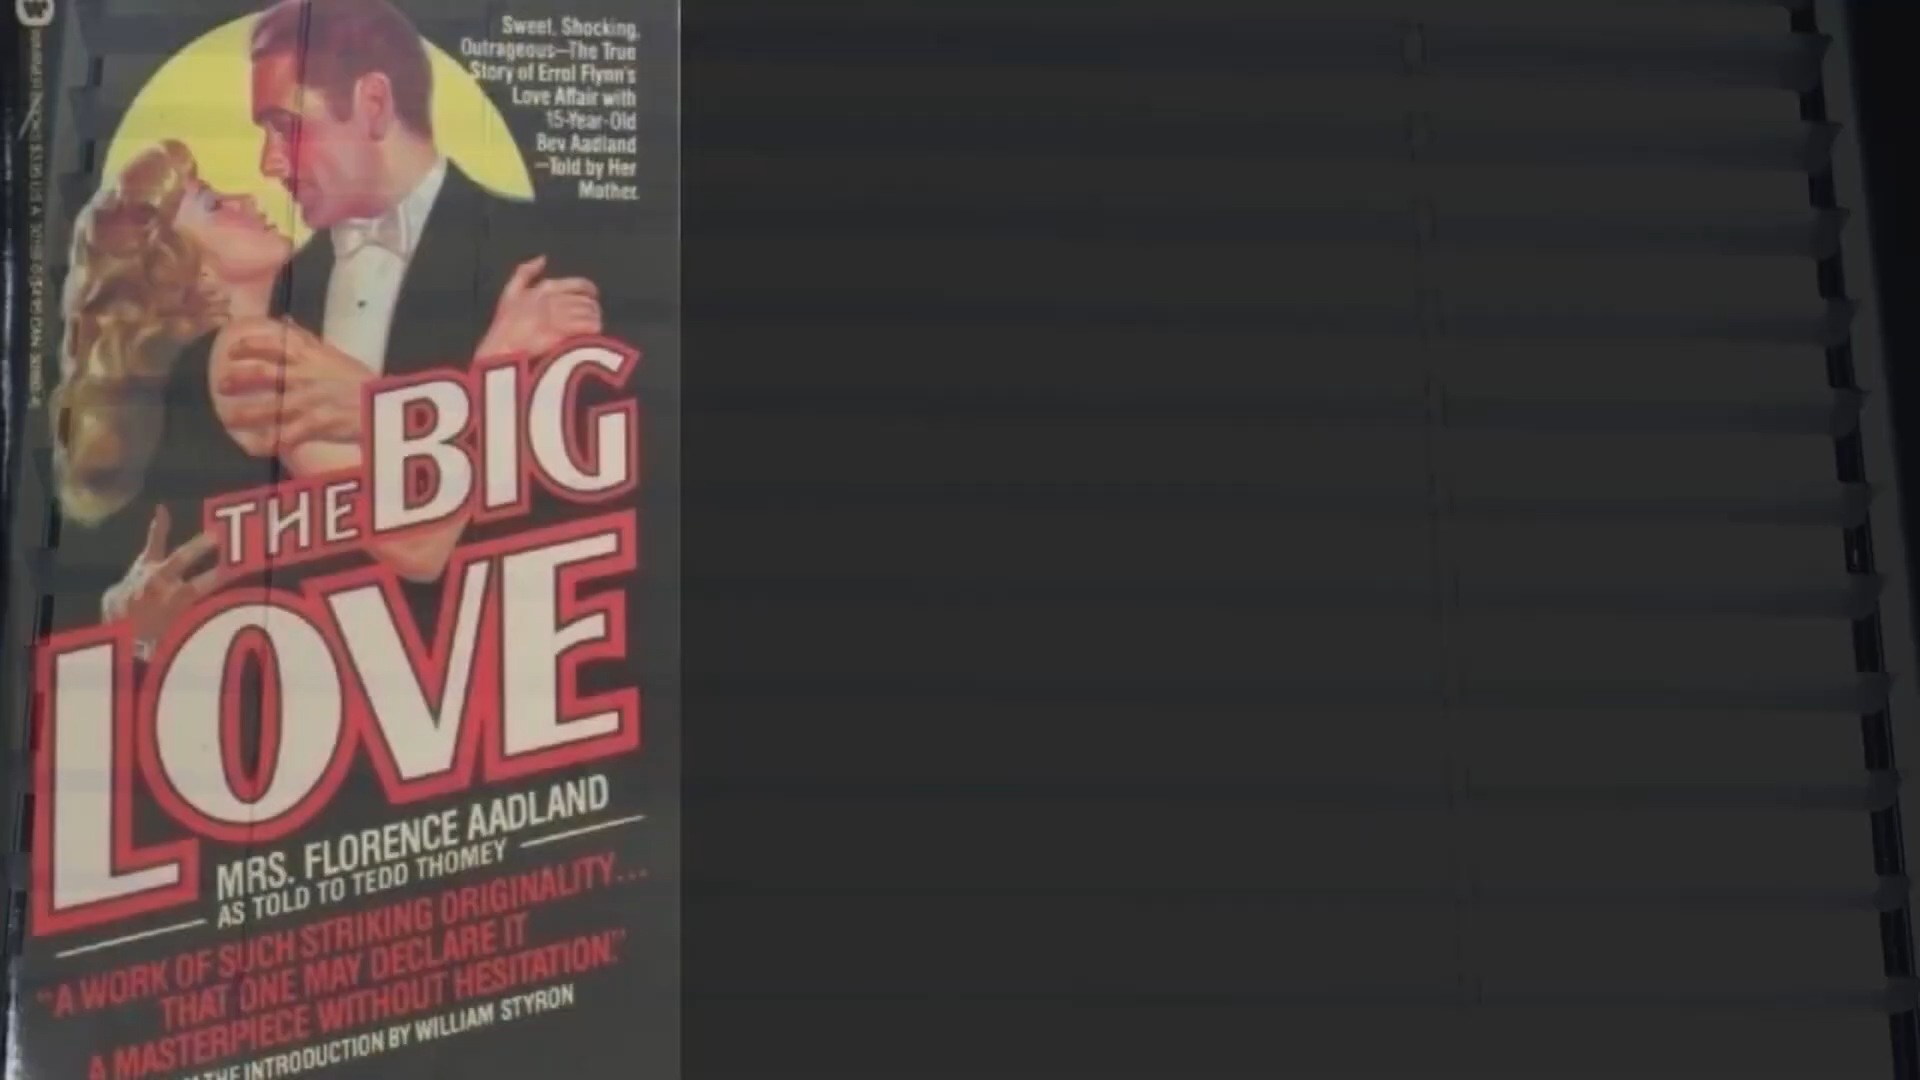 Sweet, Shocking,
Outrageous—The True
Story of Errol Flynn's
Love Affair with
15-Year-Old
Bev Aadland
—Told by Her
Mother.
THE BIG
LOVE
MRS. FLORENCE AADLAND
AS TOLD TO TEDD THOMEY
"A WORK OF SUCH STRIKING ORIGINALITY...
THAT ONE MAY DECLARE IT
A MASTERPIECE WITHOUT HESITATION."
THE INTRODUCTION BY WILLIAM STYRON